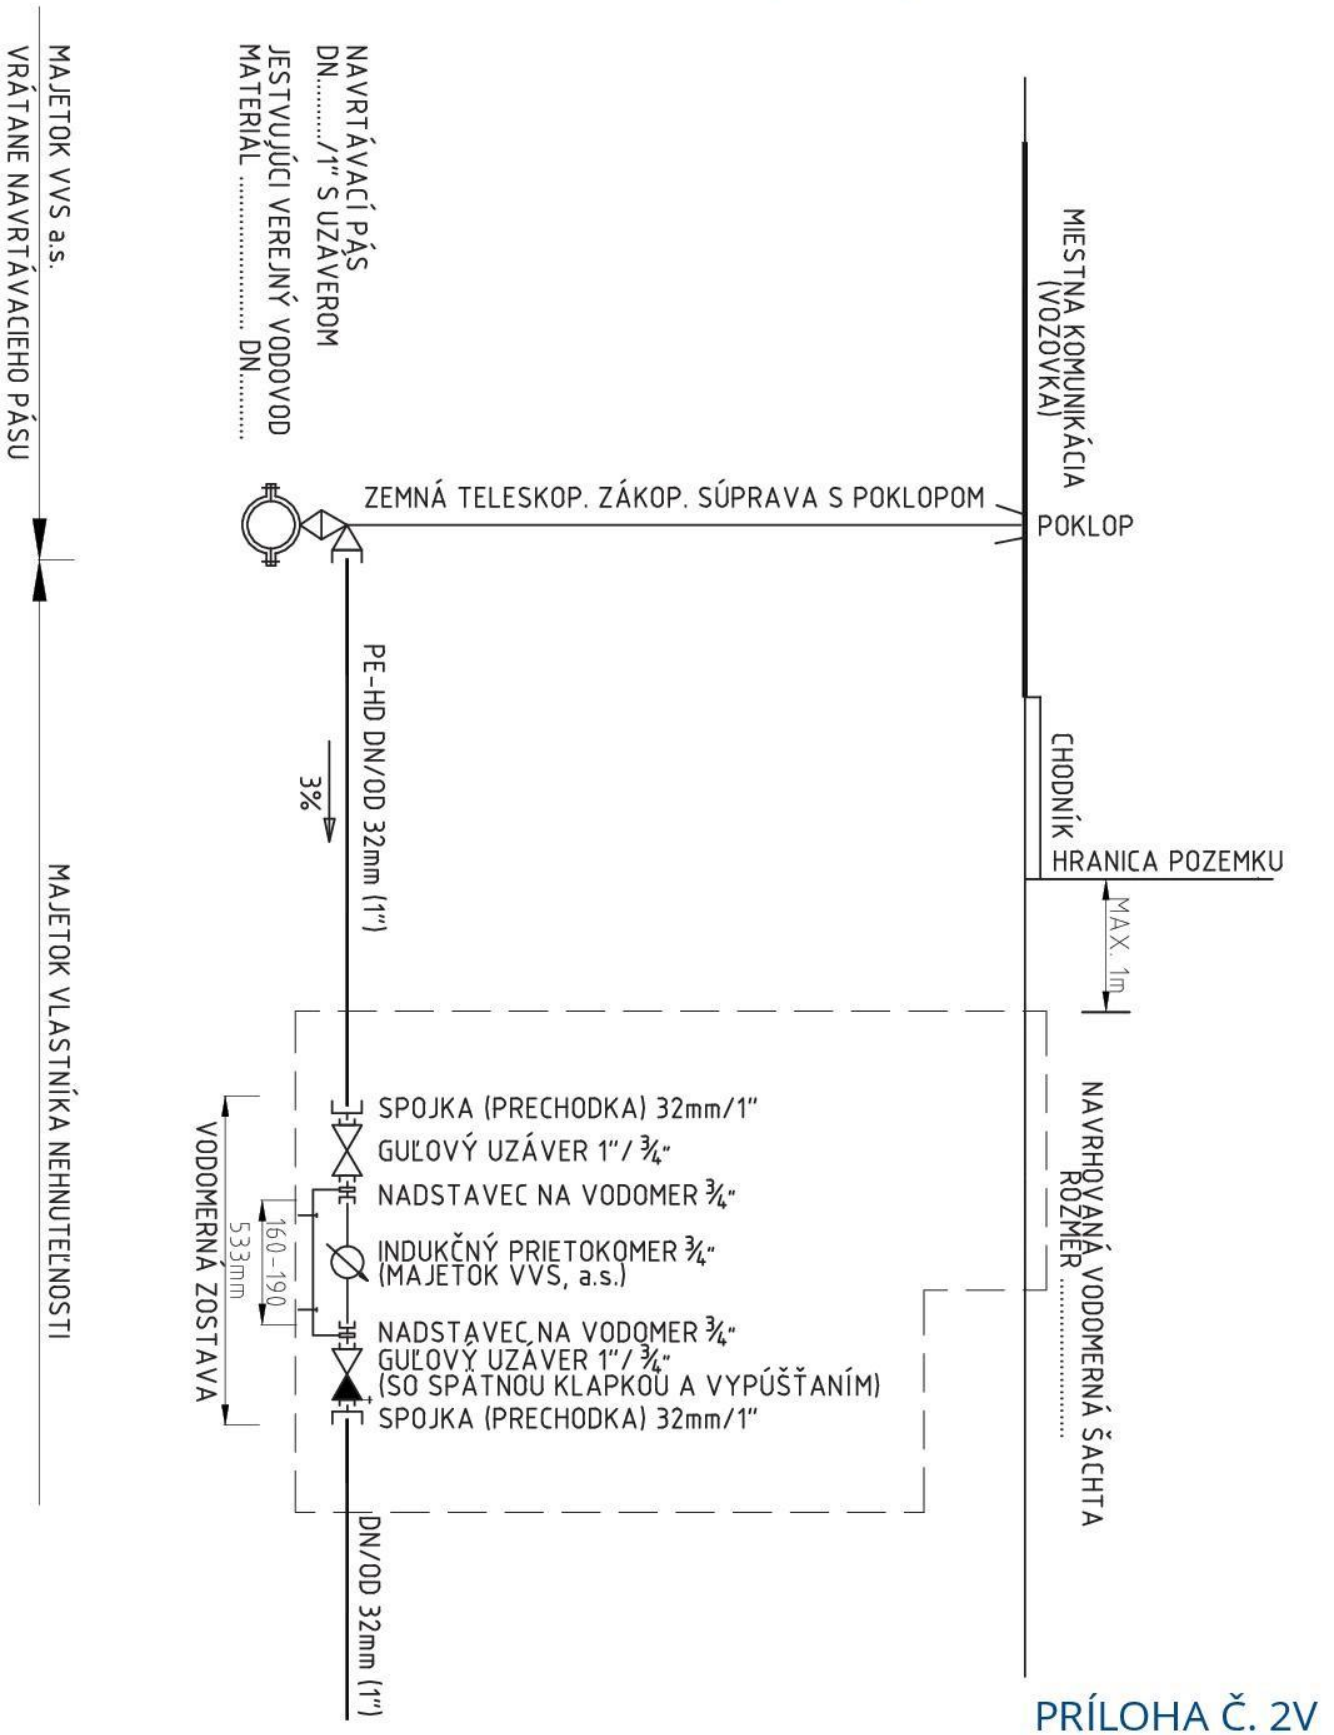 MIESTNA KOMUNIKÁCIA
(VOZOVKA)
POKLOP
ZEMNÁ TELESKOP. ZÁKOP. SÚPRAVA S POKLOPOM
CHODNÍK
HRANICA POZEMKU
MAX. 1m
NAVRHOVANÁ VODOMERNÁ ŠACHTA
ROZMER ........................
NAVRTÁVACÍ PÁS
DN........./1" S UZÁVEROM
JESTVUJÚCI VEREJNÝ VODOVOD
MATERIÁL ........................ DN..........
PE-HD DN/OD 32mm (1")
3%
SPOJKA (PRECHODKA) 32mm/1"
GUĽOVÝ UZÁVER 1"/ ¾"
NADSTAVEC NA VODOMER ¾"
INDUKČNÝ PRIETOKOMER ¾"
(MAJETOK VVS, a.s.)
NADSTAVEC NA VODOMER ¾"
GUĽOVÝ UZÁVER 1"/ ¾"
(SO SPÄTNOU KLAPKOU A VYPÚŠŤANÍM)
SPOJKA (PRECHODKA) 32mm/1"
160-190
533mm
VODOMERNÁ ZOSTAVA
DN/OD 32mm (1")
MAJETOK VVS a.s.
VRÁTANE NAVRTÁVACIEHO PÁSU
MAJETOK VLASTNÍKA NEHNUTEĽNOSTI
PRÍLOHA Č. 2V